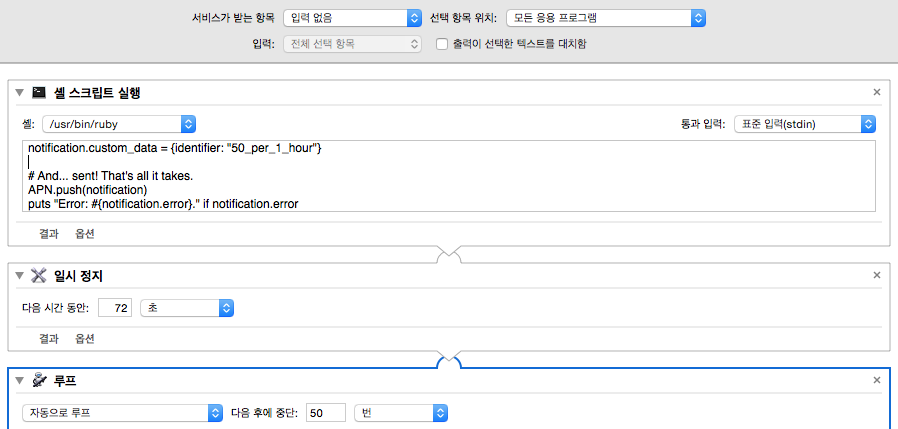 서비스가 받는 항목 입력 없음 선택 항목 위치: 모든 응용 프로그램
입력: 전체 선택 항목 출력이 선택한 텍스트를 대치함
셸 스크립트 실행
셸: /usr/bin/ruby 통과 입력: 표준 입력(stdin)
notification.custom_data = {identifier: "50_per_1_hour"}
# And... sent! That's all it takes.
APN.push(notification)
puts "Error: #{notification.error}." if notification.error
결과 옵션
일시 정지
다음 시간 동안: 72 초
결과 옵션
루프
자동으로 루프 다음 후에 중단: 50 번